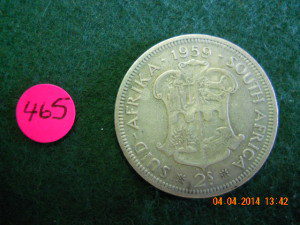 465
SUID-AFRIKA · 1959 · SOUTH AFRICA
2S
04.04.2014 13:42